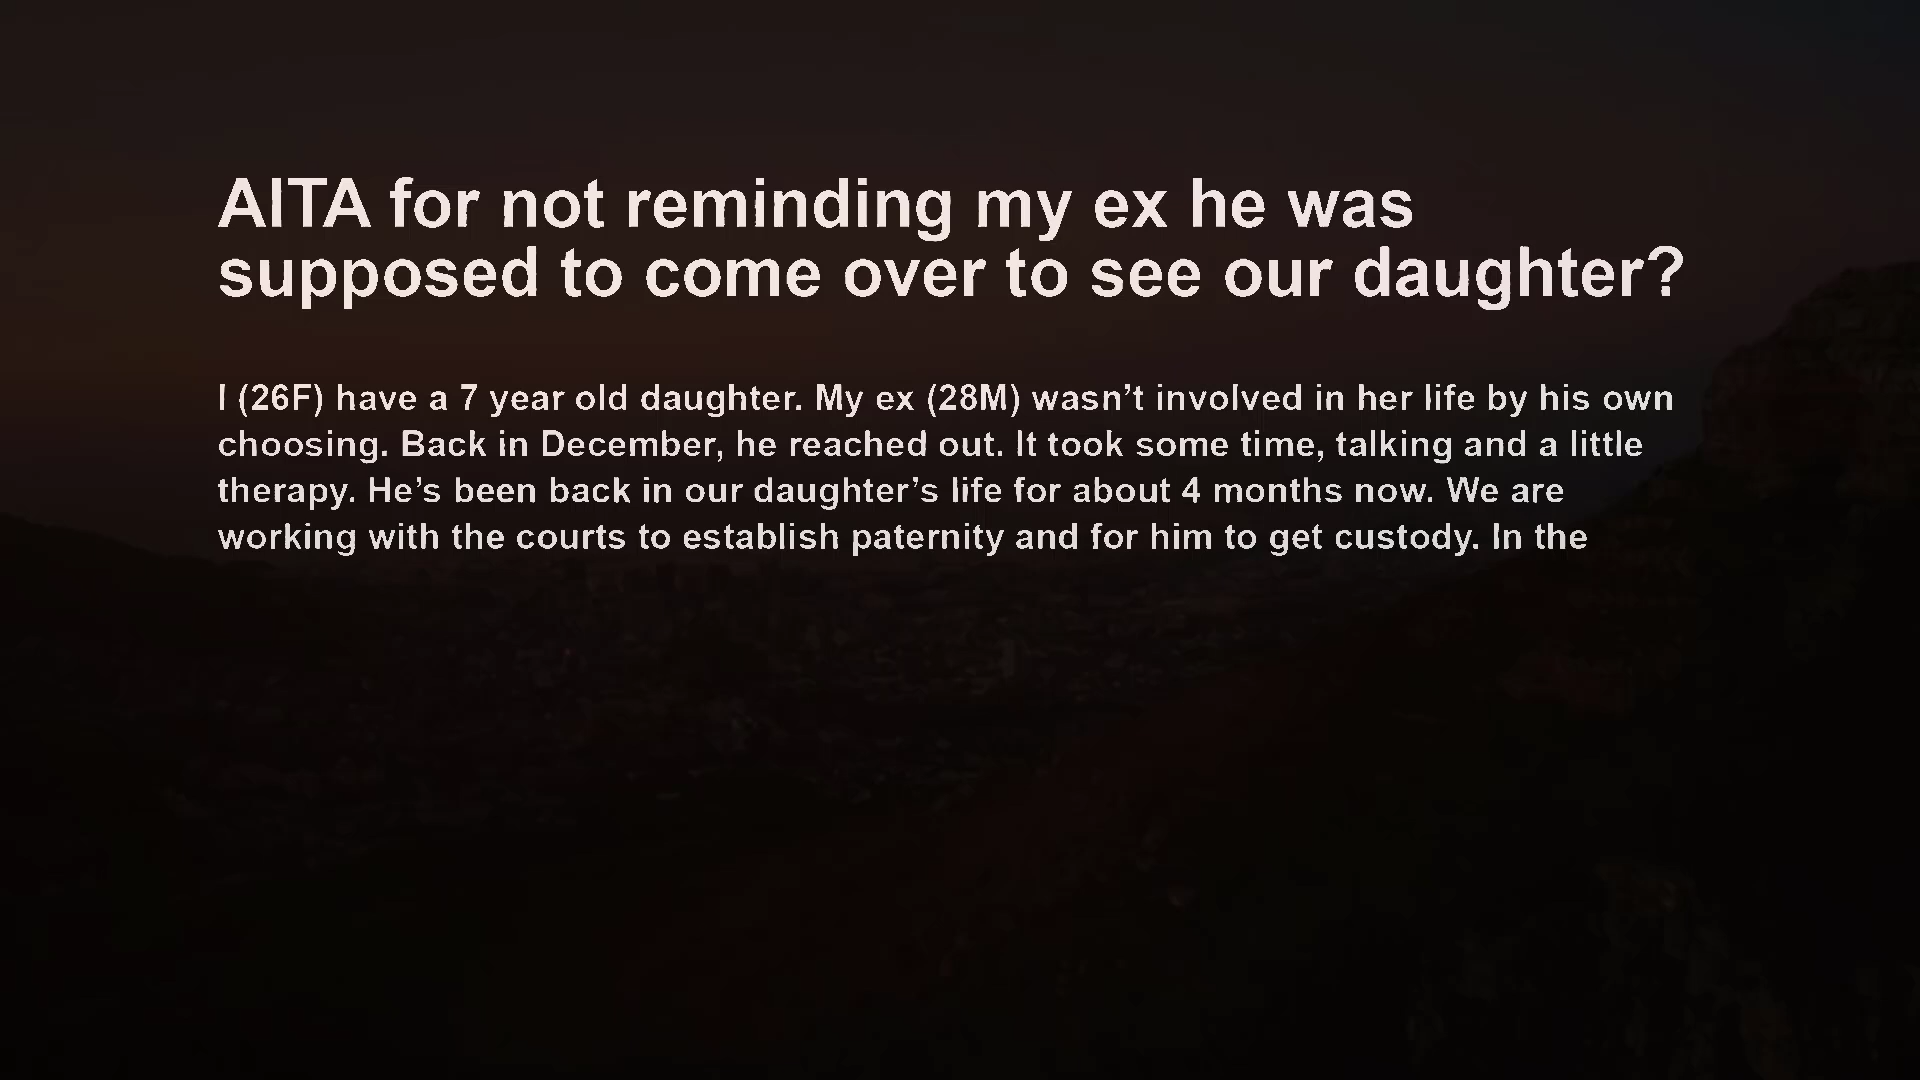 AITA for not reminding my ex he was
supposed to come over to see our daughter?
I (26F) have a 7 year old daughter. My ex (28M) wasn’t involved in her life by his own
choosing. Back in December, he reached out. It took some time, talking and a little
therapy. He’s been back in our daughter’s life for about 4 months now. We are
working with the courts to establish paternity and for him to get custody. In the